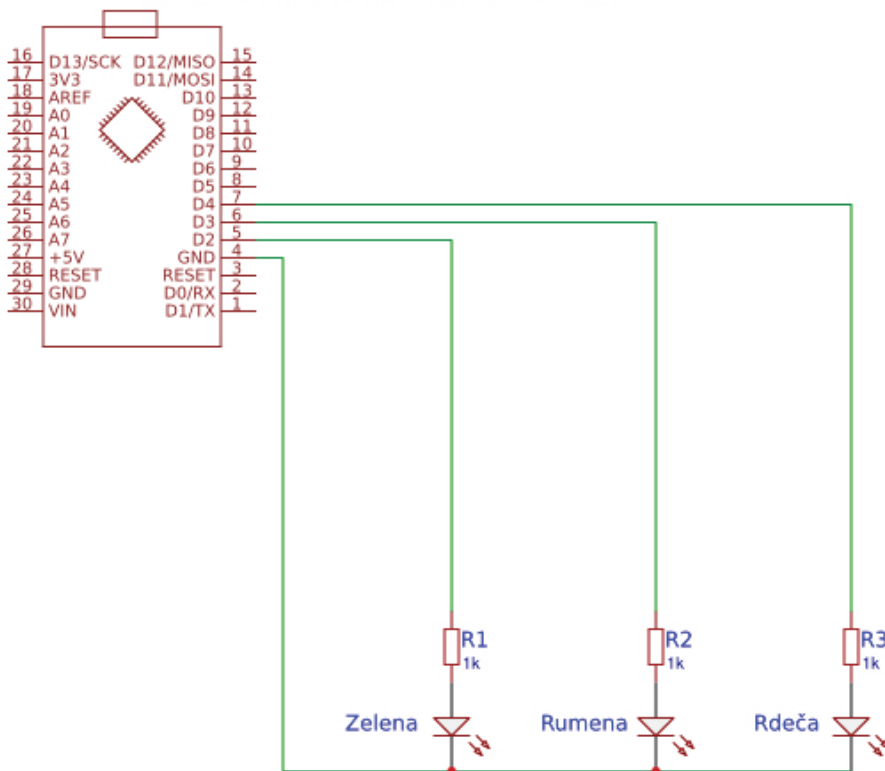 16 D13/SCK D12/MISO 15
17 3V3 D11/MOSI 14
18 AREF D10 13
19 A0 D9 12
20 A1 D8 11
21 A2 D7 10
22 A3 D6 9
23 A4 D5 8
24 A5 D4 7
25 A6 D3 6
26 A7 D2 5
27 +5V GND 4
28 RESET RESET 3
29 GND D0/RX 2
30 VIN D1/TX 1
R1 R2 R3
1k 1k 1k
Zelena Rumena Rdeča